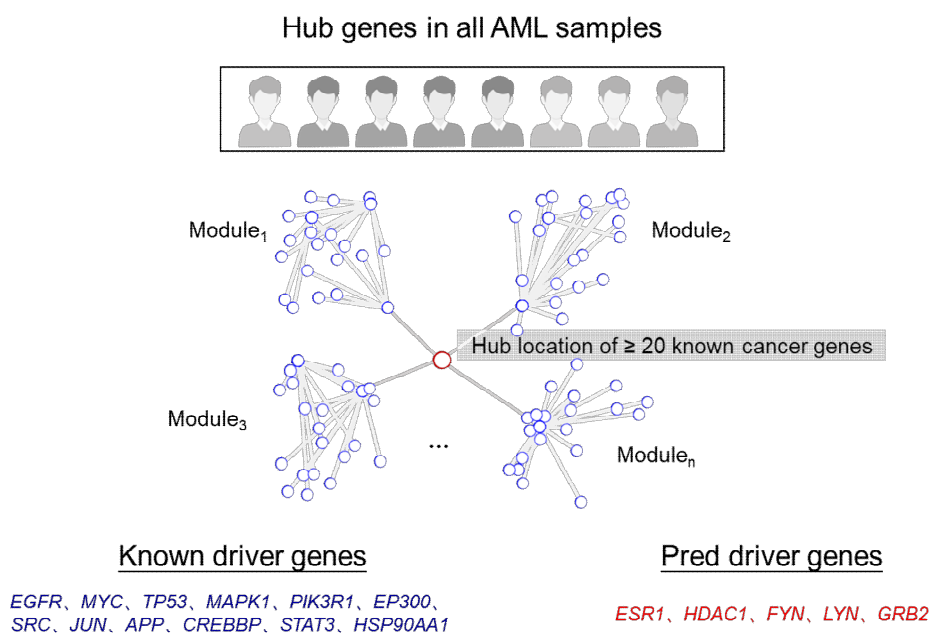 Hub genes in all AML samples
Module1
Module2
Hub location of ≥ 20 known cancer genes
Module3
...
Modulen
Known driver genes
Pred driver genes
EGFR、MYC、TP53、MAPK1、PIK3R1、EP300、
SRC、JUN、APP、CREBBP、STAT3、HSP90AA1
ESR1、HDAC1、FYN、LYN、GRB2